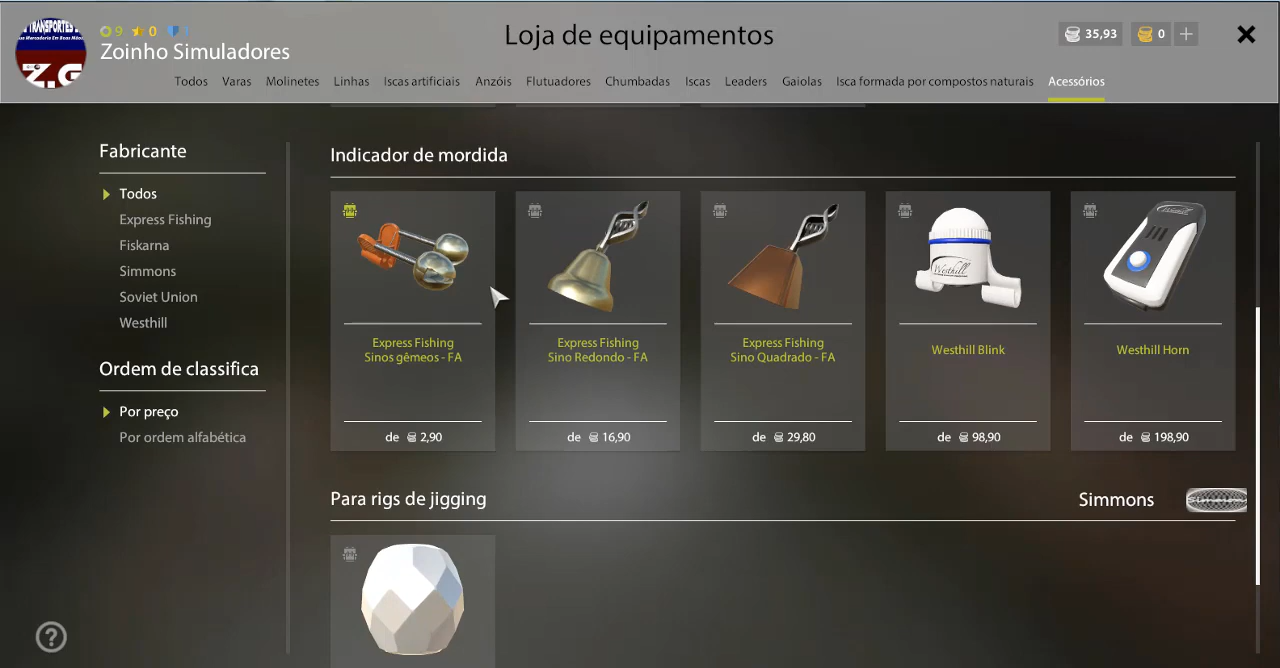 TRANSPORTES
Z.G
9 0 7
Zoinho Simuladores
Loja de equipamentos
35,93 0 +
Todos Varas Molinetes Linhas Iscas artificiais Anzóis Flutuadores Chumbadas Iscas Leaders Gaiolas Isca formada por compostos naturais Acessórios
Fabricante
Todos
Express Fishing
Fiskarna
Simmons
Soviet Union
Westhill
Ordem de classifica
Por preço
Por ordem alfabética
Indicador de mordida
Express Fishing
Sinos gêmeos - FA
de 2,90
Express Fishing
Sino Redondo - FA
de 16,90
Express Fishing
Sino Quadrado - FA
de 29,80
Westhill
Westhill Blink
de 98,90
Westhill
Westhill Horn
de 198,90
Para rigs de jigging
Simmons
?